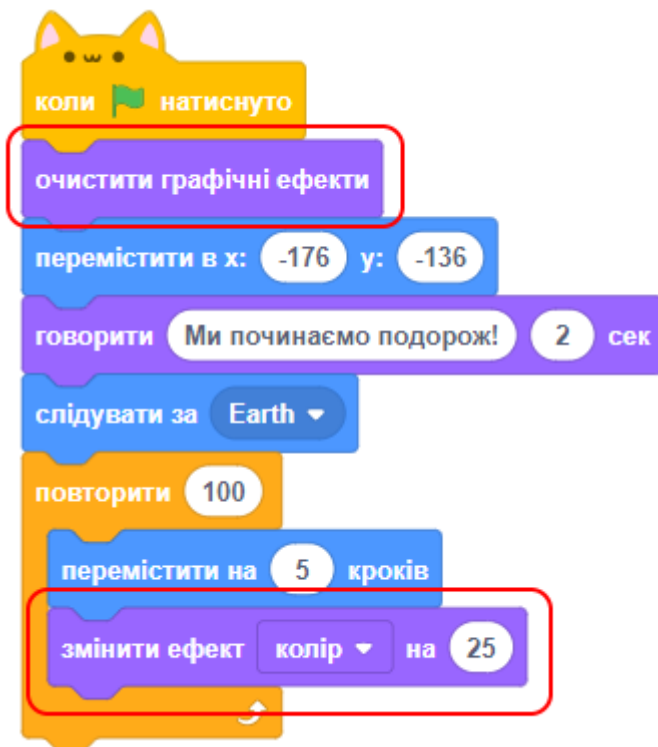 коли натиснуто
очистити графічні ефекти
перемістити в x: -176 y: -136
говорити Ми починаємо подорож! 2 сек
слідувати за Earth
повторити 100
перемістити на 5 кроків
змінити ефект колір на 25